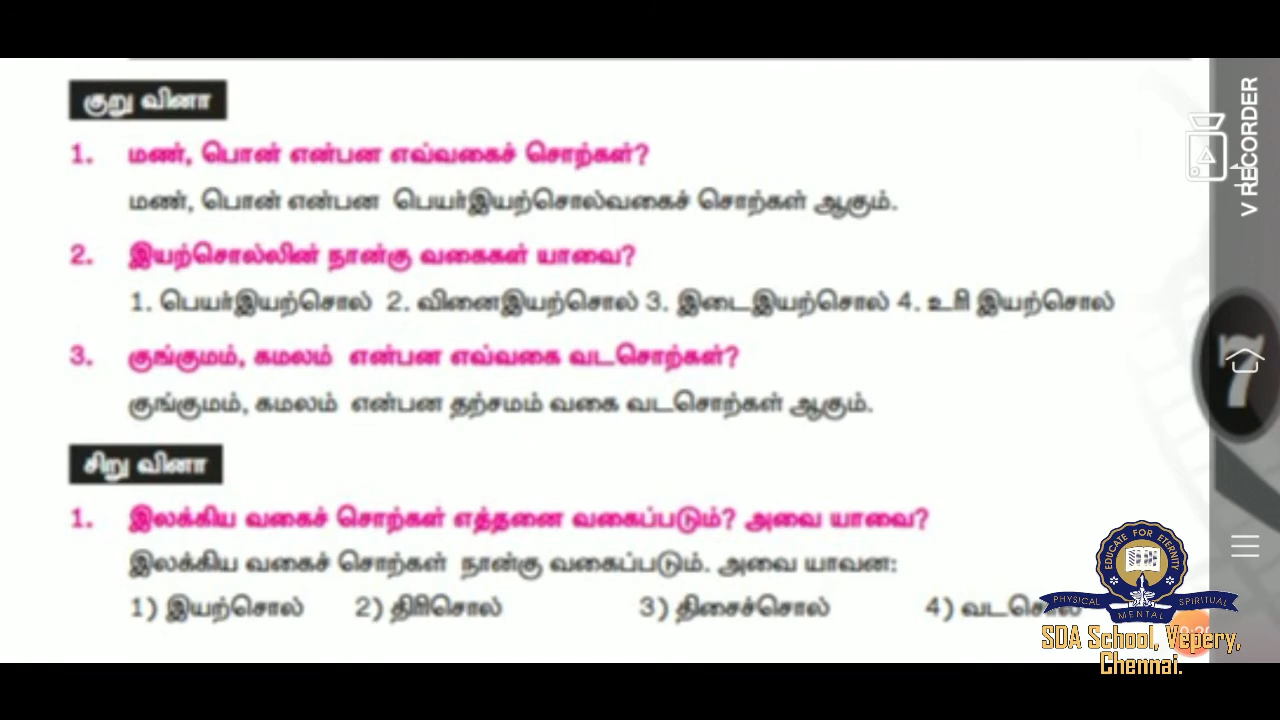 குறு வினா
1. மண், பொன் என்பன எவ்வகைச் சொற்கள்?
மண், பொன் என்பன பெயர்இயற்சொல்வகைச் சொற்கள் ஆகும்.
2. இயற்சொல்லின் நான்கு வகைகள் யாவை?
1. பெயர்இயற்சொல் 2. வினைஇயற்சொல் 3. இடைஇயற்சொல் 4. உரி இயற்சொல்
3. குங்குமம், கமலம் என்பன எவ்வகை வடசொற்கள்?
குங்குமம், கமலம் என்பன தற்சமம் வகை வடசொற்கள் ஆகும்.
சிறு வினா
1. இலக்கிய வகைச் சொற்கள் எத்தனை வகைப்படும்? அவை யாவை?
இலக்கிய வகைச் சொற்கள் நான்கு வகைப்படும். அவை யாவன:
1) இயற்சொல் 2) திரிசொல் 3) திசைச்சொல் 4)
V RECORDER
7
EDUCATE FOR ETERNITY
PHYSICAL MENTAL SPIRITUAL
SDA School, Vepery,
Chennai.